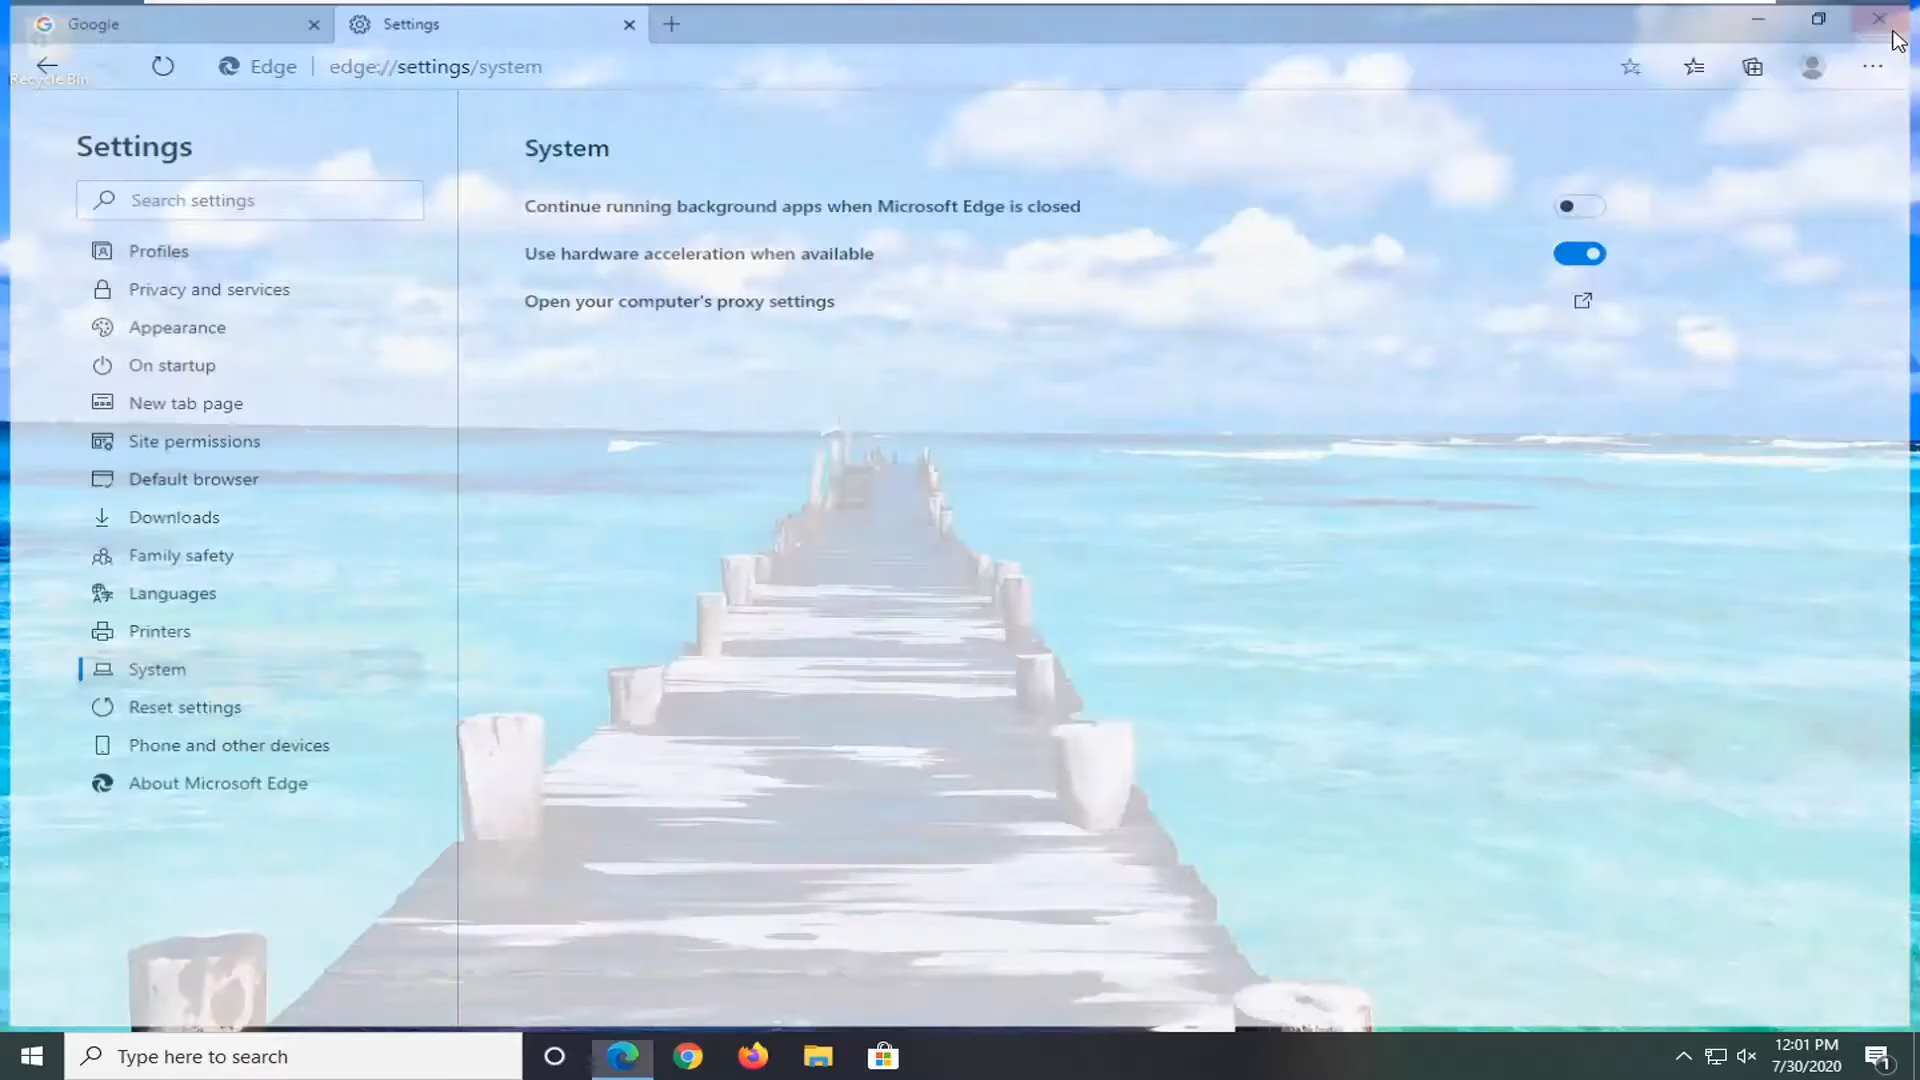 Google
Settings
Recycle Bin
Edge
edge://settings/system
Settings
Search settings
Profiles
Privacy and services
Appearance
On startup
New tab page
Site permissions
Default browser
Downloads
Family safety
Languages
Printers
System
Reset settings
Phone and other devices
About Microsoft Edge
System
Continue running background apps when Microsoft Edge is closed
Use hardware acceleration when available
Open your computer's proxy settings
Type here to search
12:01 PM
7/30/2020
1